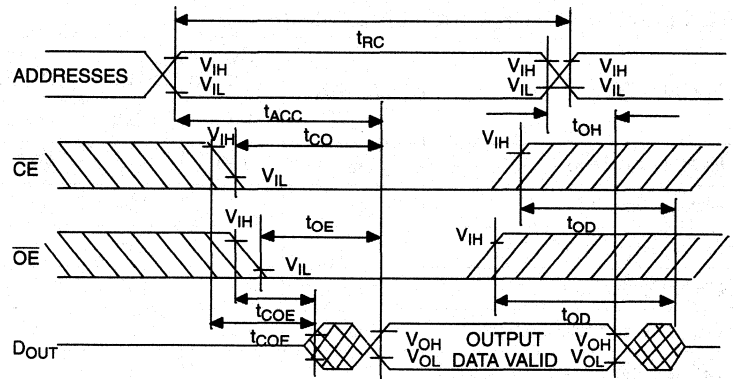 tRC
ADDRESSES
VIH VIH VIH
VIL VIL VIL
tACC
tOH
VIH tCO VIH
CE
VIL
tOD
VIH tOE VIH
OE
VIL
tCOE tOD
tCOE
DOUT VOH OUTPUT VOH
VOL DATA VALID VOL